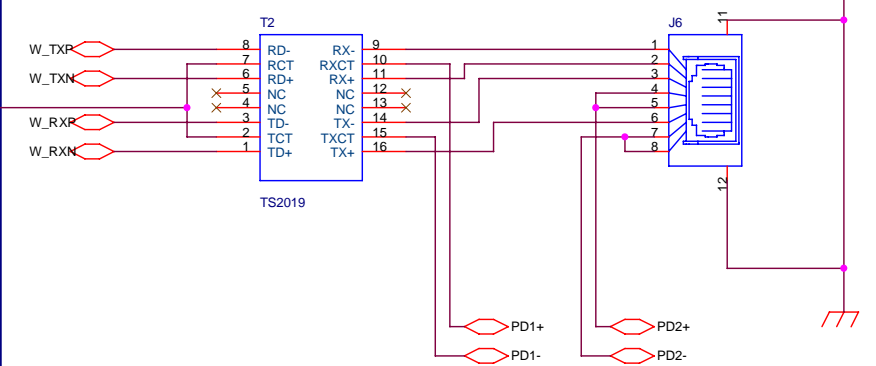 T2
J6
11
W_TXP 8 RD- RX- 9 1
7 RCT RXCT 10 2
W_TXN 6 RD+ RX+ 11 3
5 NC NC 12 4
4 NC NC 13 5
W_RXP 3 TD- TX- 14 6
2 TCT TXCT 15 7
W_RXN 1 TD+ TX+ 16 8
12
TS2019
PD1+ PD2+
PD1- PD2-